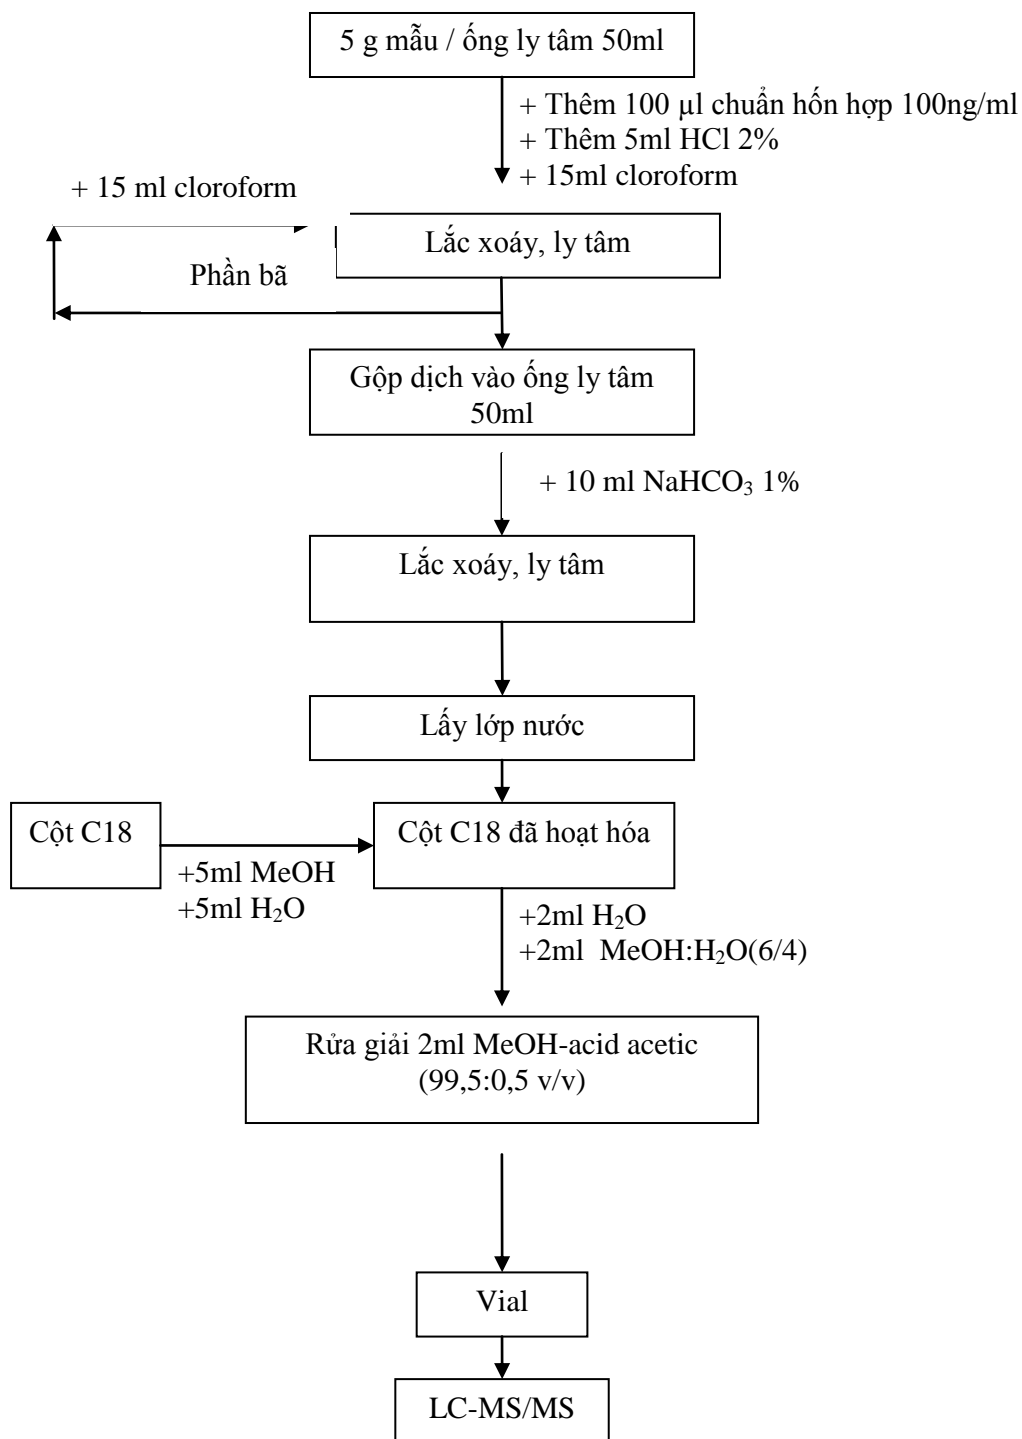 5 g mẫu / ống ly tâm 50ml
+ Thêm 100 µl chuẩn hốn hợp 100ng/ml
+ Thêm 5ml HCl 2%
+ 15ml cloroform
+ 15 ml cloroform
Lắc xoáy, ly tâm
Phần bã
Gộp dịch vào ống ly tâm
50ml
+ 10 ml NaHCO₃ 1%
Lắc xoáy, ly tâm
Lấy lớp nước
Cột C18
+5ml MeOH
+5ml H₂O
Cột C18 đã hoạt hóa
+2ml H₂O
+2ml MeOH:H₂O(6/4)
Rửa giải 2ml MeOH-acid acetic
(99,5:0,5 v/v)
Vial
LC-MS/MS